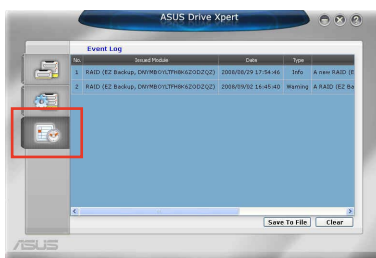 ASUS Drive Xpert
Event Log
No. Issued Module Date Type
1 RAID (EZ Backup, 2008/08/29 17:54:46 Info A new RAID (E
2 RAID (EZ Backup, 2008/09/02 16:45:40 Warning A RAID (EZ Ba
Save To File Clear
ASUS